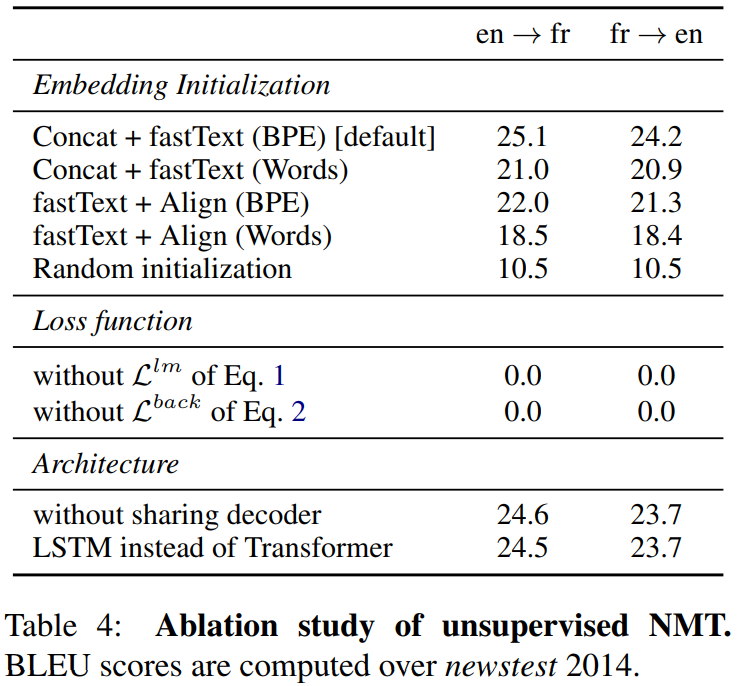 en → fr fr → en
Embedding Initialization
Concat + fastText (BPE) [default] 25.1 24.2
Concat + fastText (Words) 21.0 20.9
fastText + Align (BPE) 22.0 21.3
fastText + Align (Words) 18.5 18.4
Random initialization 10.5 10.5
Loss function
without ℒ^{lm} of Eq. 1 0.0 0.0
without ℒ^{back} of Eq. 2 0.0 0.0
Architecture
without sharing decoder 24.6 23.7
LSTM instead of Transformer 24.5 23.7
Table 4: Ablation study of unsupervised NMT.
BLEU scores are computed over newstest 2014.